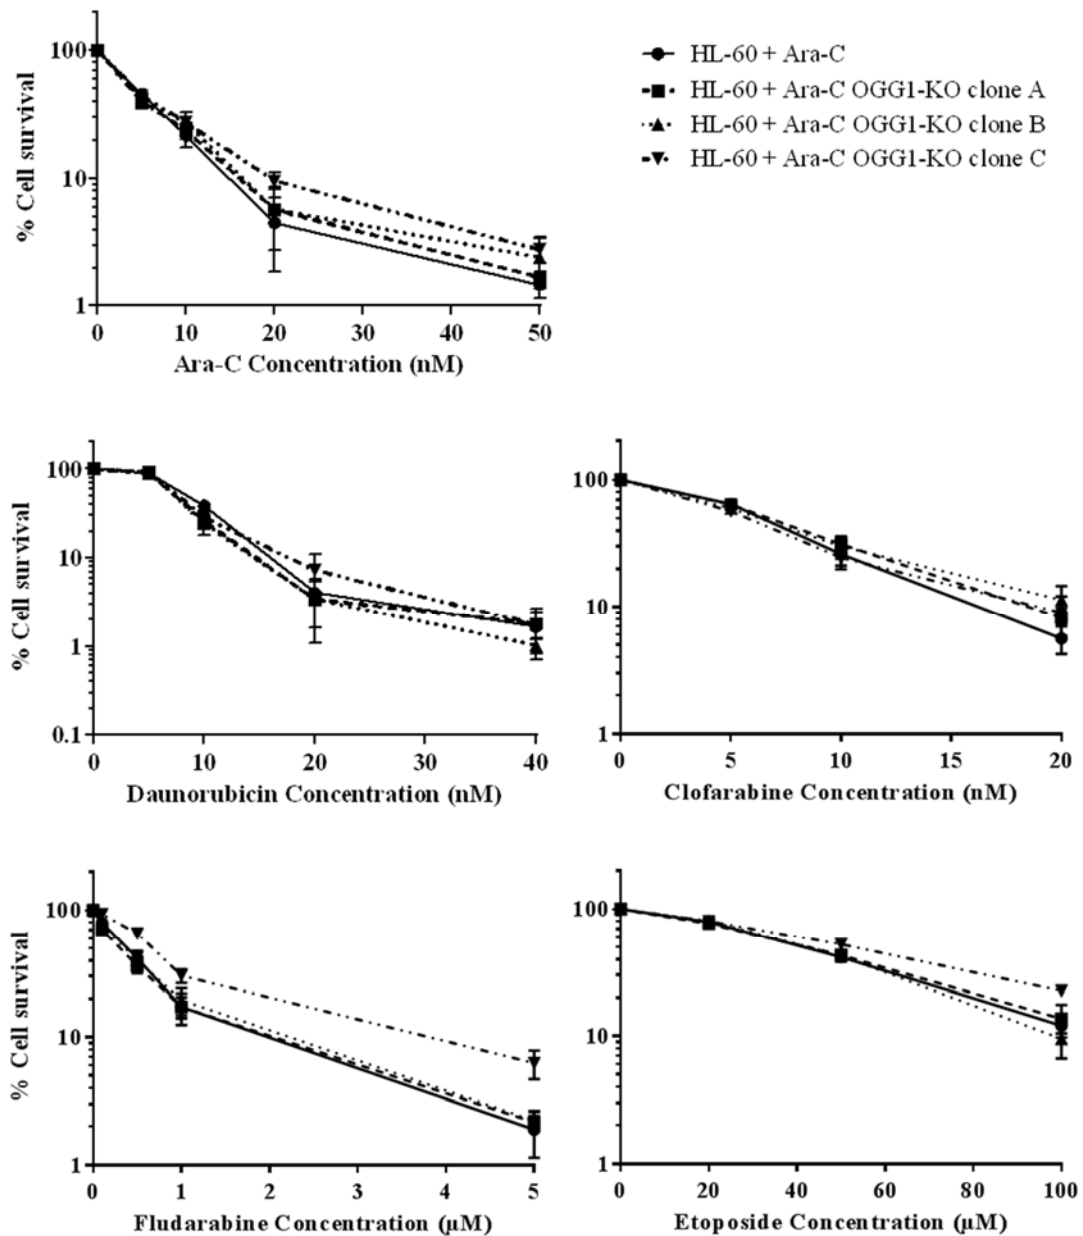 HL-60 + Ara-C
HL-60 + Ara-C OGG1-KO clone A
HL-60 + Ara-C OGG1-KO clone B
HL-60 + Ara-C OGG1-KO clone C
% Cell survival
100
10
1
0 10 20 30 40 50
Ara-C Concentration (nM)
% Cell survival
100
10
1
0.1
0 10 20 30 40
Daunorubicin Concentration (nM)
100
10
1
0 5 10 15 20
Clofarabine Concentration (nM)
% Cell survival
100
10
1
0 1 2 3 4 5
Fludarabine Concentration (µM)
100
10
1
0 20 40 60 80 100
Etoposide Concentration (µM)